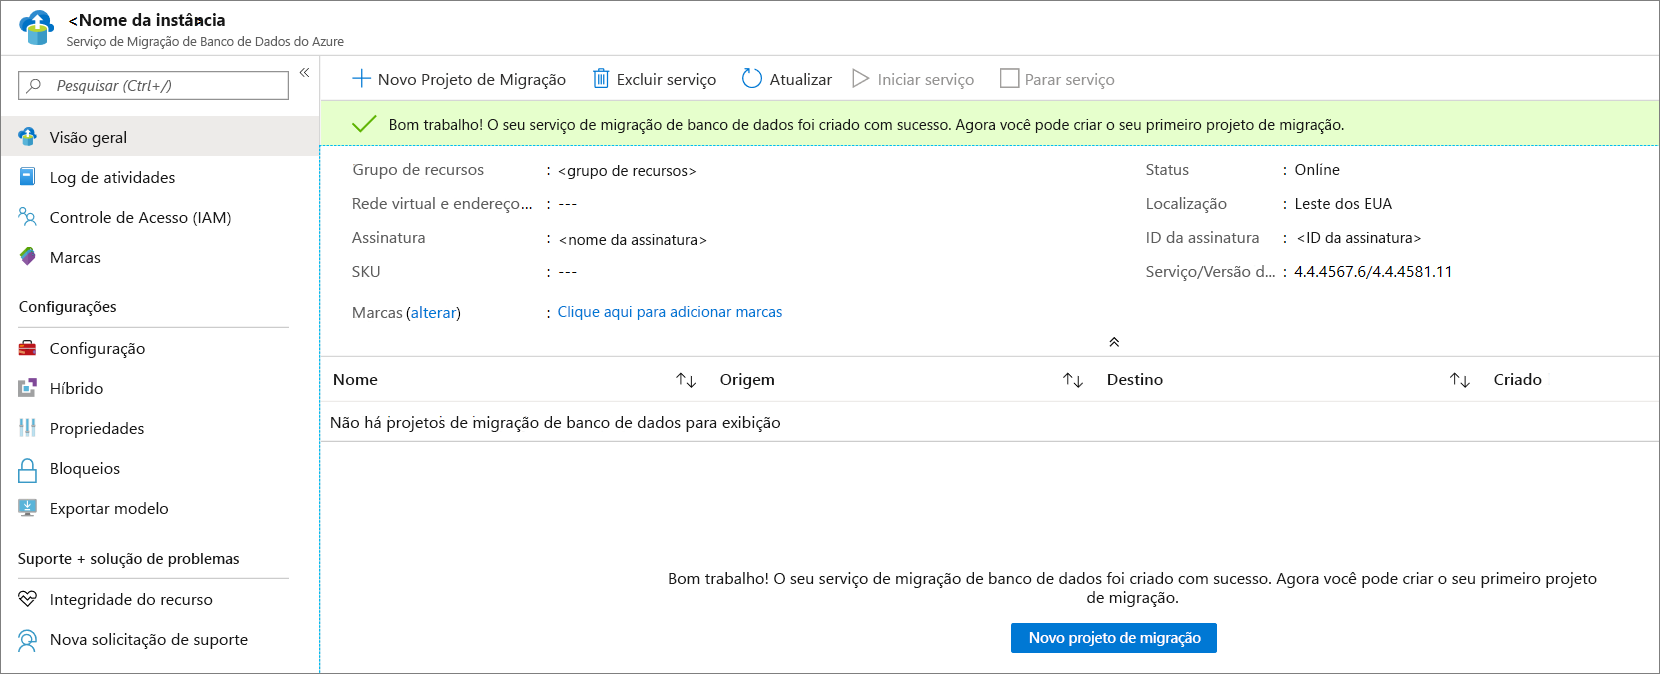 <Nome da instância
Serviço de Migração de Banco de Dados do Azure
Pesquisar (Ctrl+/)
«
Visão geral
Log de atividades
Controle de Acesso (IAM)
Marcas
Configurações
Configuração
Híbrido
Propriedades
Bloqueios
Exportar modelo
Suporte + solução de problemas
Integridade do recurso
Nova solicitação de suporte
Novo Projeto de Migração Excluir serviço Atualizar Iniciar serviço Parar serviço
Bom trabalho! O seu serviço de migração de banco de dados foi criado com sucesso. Agora você pode criar o seu primeiro projeto de migração.
Grupo de recursos : <grupo de recursos>
Rede virtual e endereço... : ---
Assinatura : <nome da assinatura>
SKU : ---
Marcas (alterar) : Clique aqui para adicionar marcas
Status : Online
Localização : Leste dos EUA
ID da assinatura : <ID da assinatura>
Serviço/Versão d... : 4.4.4567.6/4.4.4581.11
Nome ↑↓ Origem ↑↓ Destino ↑↓ Criado
Não há projetos de migração de banco de dados para exibição
Bom trabalho! O seu serviço de migração de banco de dados foi criado com sucesso. Agora você pode criar o seu primeiro projeto
de migração.
Novo projeto de migração